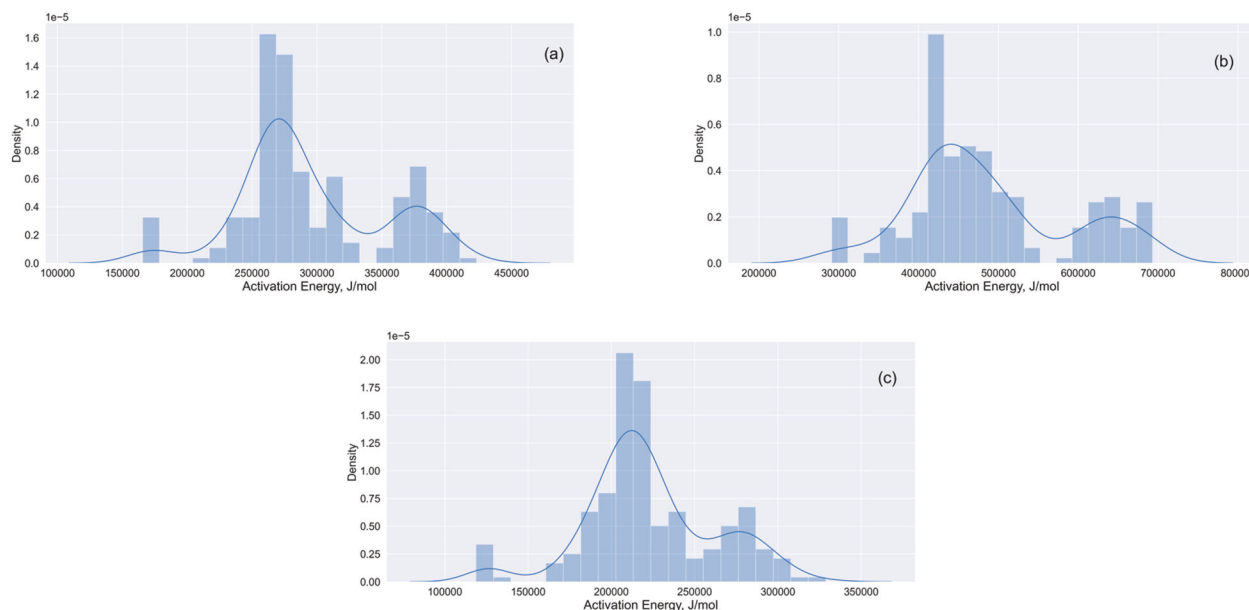 1e−5
(a)
1.6
1.4
1.2
1.0
0.8
0.6
0.4
0.2
0.0
Density
100000 150000 200000 250000 300000 350000 400000 450000
Activation Energy, J/mol
1e−5
(b)
1.0
0.8
0.6
0.4
0.2
0.0
Density
200000 300000 400000 500000 600000 700000 80000
Activation Energy, J/mol
1e−5
(c)
2.00
1.75
1.50
1.25
1.00
0.75
0.50
0.25
0.00
Density
100000 150000 200000 250000 300000 350000
Activation Energy, J/mol